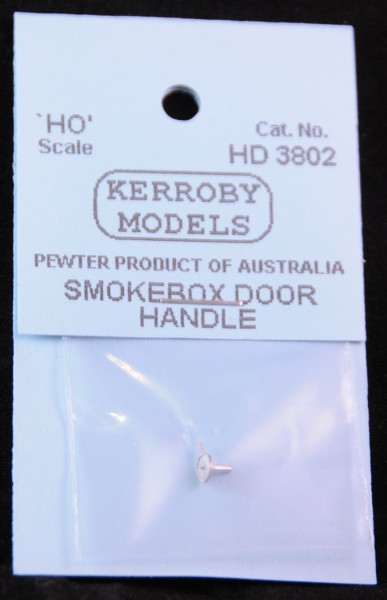 `HO'
Scale
Cat. No.
HD 3802
KERROBY
MODELS
PEWTER PRODUCT OF AUSTRALIA
SMOKEBOX DOOR
HANDLE